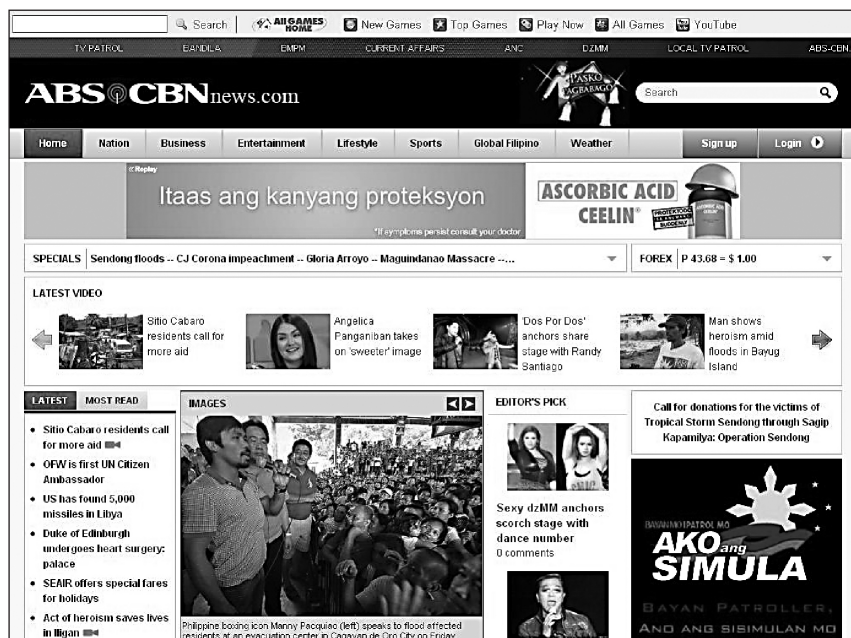 Search All GAMES HOME New Games Top Games Play Now All Games YouTube
TV PATROL BANDILA EMPM CURRENT AFFAIRS ANC DZMM LOCAL TV PATROL ABS-CBN
PASKO
PAGBABAGO
ABS CBNnews.com
Search
Home Nation Business Entertainment Lifestyle Sports Global Filipino Weather Sign up Login
« Replay
Itaas ang kanyang proteksyon
*If symptoms persist consult your doctor
ASCORBIC ACID
CEELIN®
SPECIALS Sendong floods -- CJ Corona impeachment -- Gloria Arroyo -- Maguindanao Massacre --...
FOREX P 43.68 = $ 1.00
LATEST VIDEO
Sitio Cabaro
residents call for
more aid
Angelica
Panganiban takes
on 'sweeter' image
'Dos Por Dos'
anchors share
stage with Randy
Santiago
Man shows
heroism amid
floods in Bayug
Island
LATEST MOST READ
• Sitio Cabaro residents call
for more aid
• OFW is first UN Citizen
Ambassador
• US has found 5,000
missiles in Libya
• Duke of Edinburgh
undergoes heart surgery:
palace
• SEAIR offers special fares
for holidays
• Act of heroism saves lives
in Iligan
IMAGES
Philippine boxing icon Manny Pacquiao (left) speaks to flood affected
residents at an evacuation center in Cagayan de Oro City on Friday
EDITOR'S PICK
Sexy dzMM anchors
scorch stage with
dance number
0 comments
Call for donations for the victims of
Tropical Storm Sendong through Sagip
Kapamilya: Operation Sendong
BAYAN MO IPATROL MO
AKO ang
SIMULA
BAYAN PATROLLER,
ANO ANG SISIMULAN MO